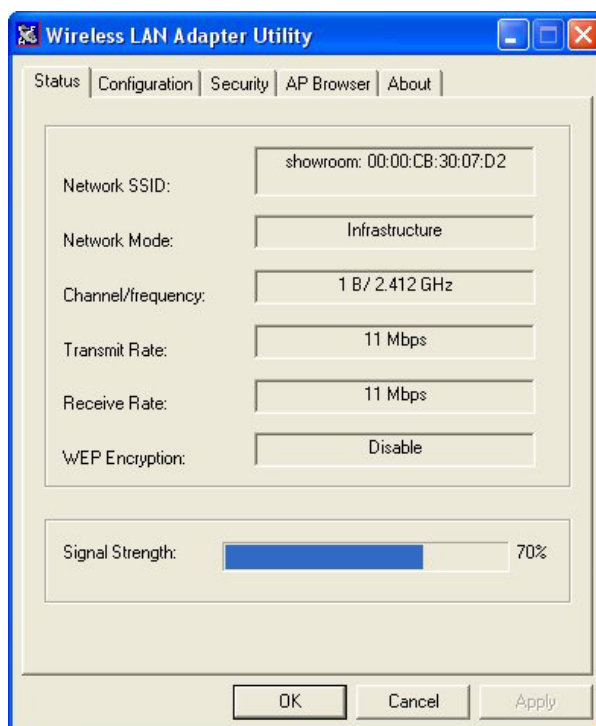 Wireless LAN Adapter Utility
Status Configuration Security AP Browser About
Network SSID: showroom: 00:00:CB:30:07:D2
Network Mode: Infrastructure
Channel/frequency: 1 B/ 2.412 GHz
Transmit Rate: 11 Mbps
Receive Rate: 11 Mbps
WEP Encryption: Disable
Signal Strength: 70%
OK Cancel Apply